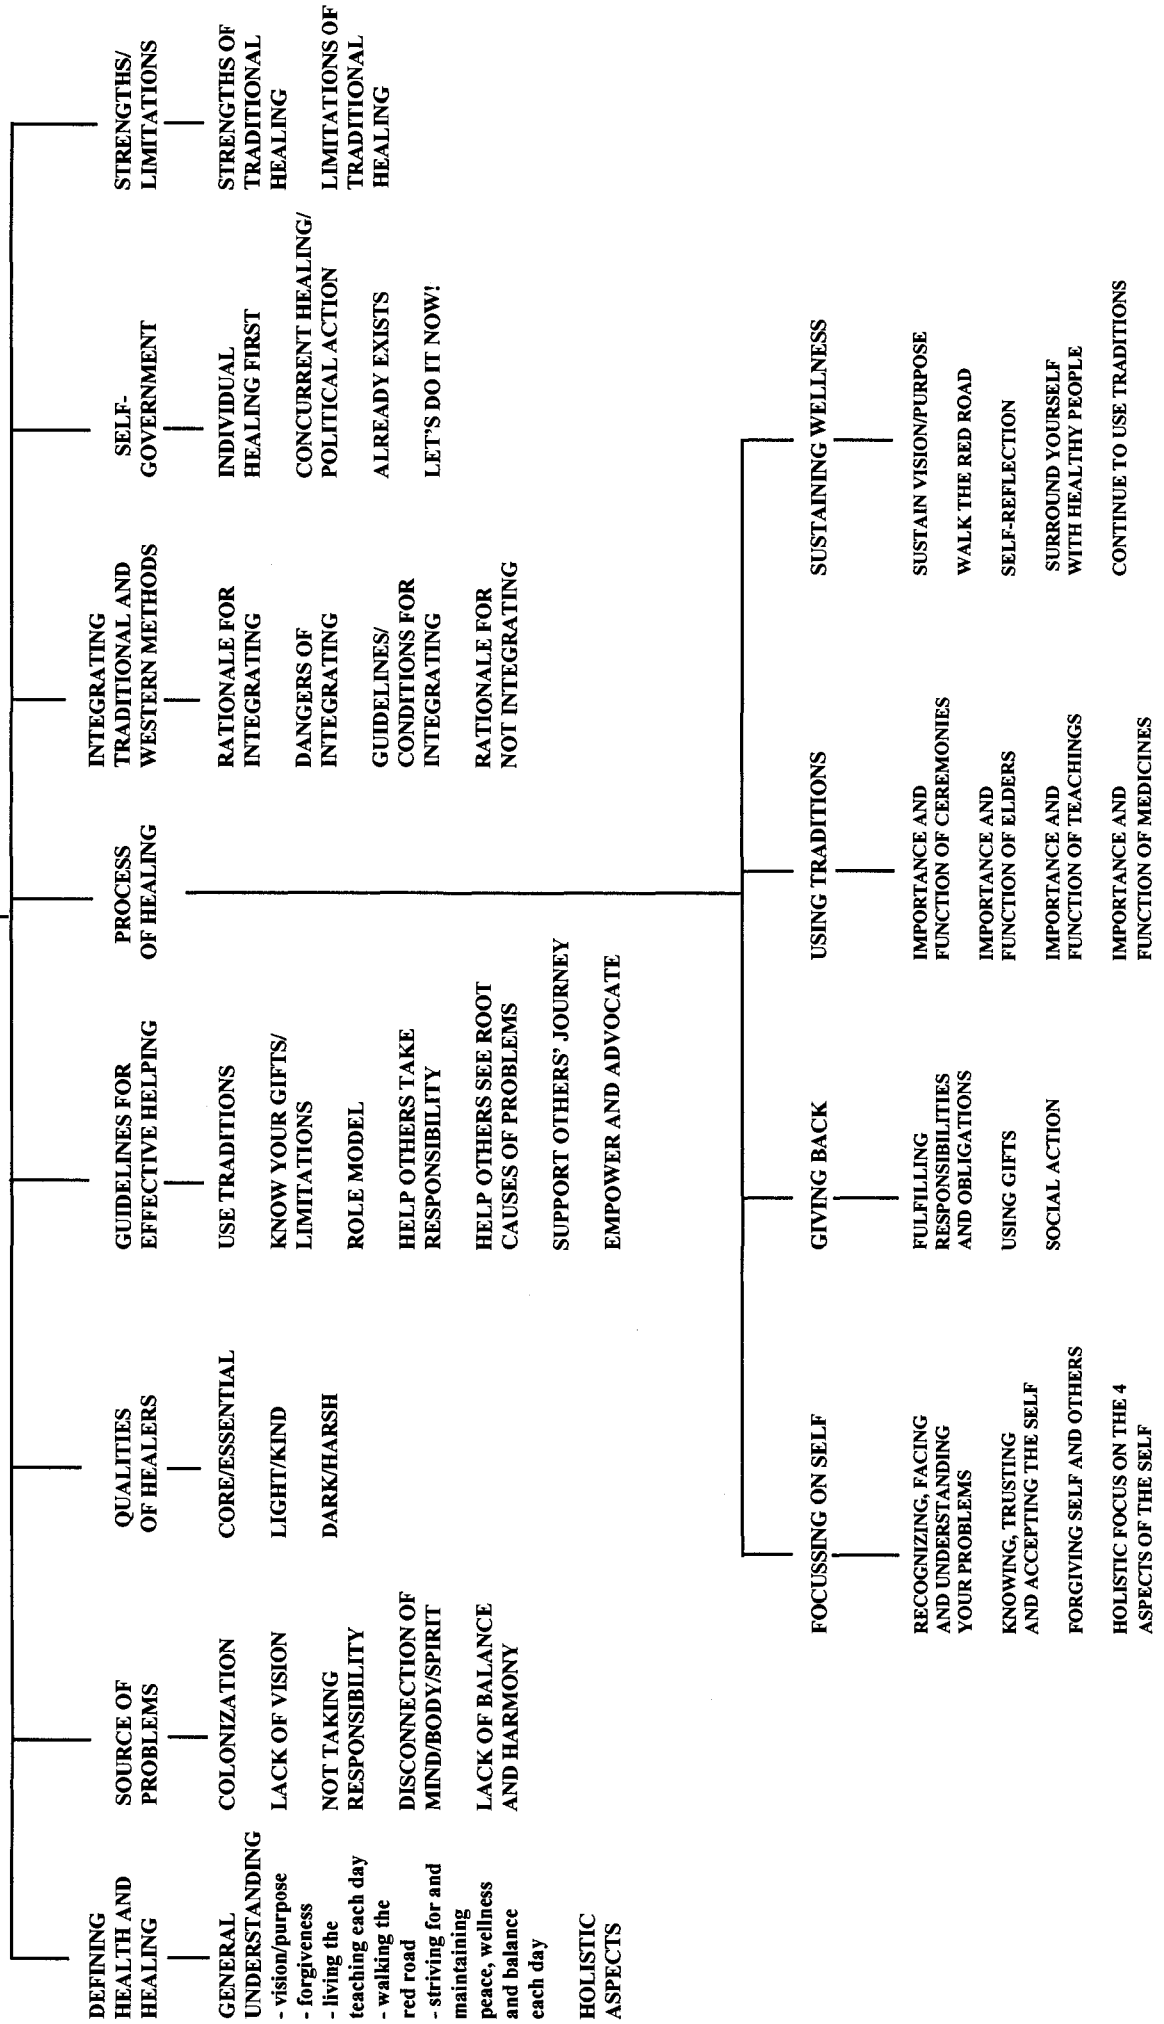 DEFINING
HEALTH AND
HEALING
GENERAL
UNDERSTANDING
- vision/purpose
- forgiveness
- living the
teaching each day
- walking the
red road
- striving for and
maintaining
peace, wellness
and balance
each day
HOLISTIC
ASPECTS
SOURCE OF
PROBLEMS
COLONIZATION
LACK OF VISION
NOT TAKING
RESPONSIBILITY
DISCONNECTION OF
MIND/BODY/SPIRIT
LACK OF BALANCE
AND HARMONY
QUALITIES
OF HEALERS
CORE/ESSENTIAL
LIGHT/KIND
DARK/HARSH
GUIDELINES FOR
EFFECTIVE HELPING
USE TRADITIONS
KNOW YOUR GIFTS/
LIMITATIONS
ROLE MODEL
HELP OTHERS TAKE
RESPONSIBILITY
HELP OTHERS SEE ROOT
CAUSES OF PROBLEMS
SUPPORT OTHERS' JOURNEY
EMPOWER AND ADVOCATE
PROCESS
OF HEALING
INTEGRATING
TRADITIONAL AND
WESTERN METHODS
RATIONALE FOR
INTEGRATING
DANGERS OF
INTEGRATING
GUIDELINES/
CONDITIONS FOR
INTEGRATING
RATIONALE FOR
NOT INTEGRATING
SELF-
GOVERNMENT
INDIVIDUAL
HEALING FIRST
CONCURRENT HEALING/
POLITICAL ACTION
ALREADY EXISTS
LET'S DO IT NOW!
STRENGTHS/
LIMITATIONS
STRENGTHS OF
TRADITIONAL
HEALING
LIMITATIONS OF
TRADITIONAL
HEALING
FOCUSSING ON SELF
RECOGNIZING, FACING
AND UNDERSTANDING
YOUR PROBLEMS
KNOWING, TRUSTING
AND ACCEPTING THE SELF
FORGIVING SELF AND OTHERS
HOLISTIC FOCUS ON THE 4
ASPECTS OF THE SELF
GIVING BACK
FULFILLING
RESPONSIBILITIES
AND OBLIGATIONS
USING GIFTS
SOCIAL ACTION
USING TRADITIONS
IMPORTANCE AND
FUNCTION OF CEREMONIES
IMPORTANCE AND
FUNCTION OF ELDERS
IMPORTANCE AND
FUNCTION OF TEACHINGS
IMPORTANCE AND
FUNCTION OF MEDICINES
SUSTAINING WELLNESS
SUSTAIN VISION/PURPOSE
WALK THE RED ROAD
SELF-REFLECTION
SURROUND YOURSELF
WITH HEALTHY PEOPLE
CONTINUE TO USE TRADITIONS